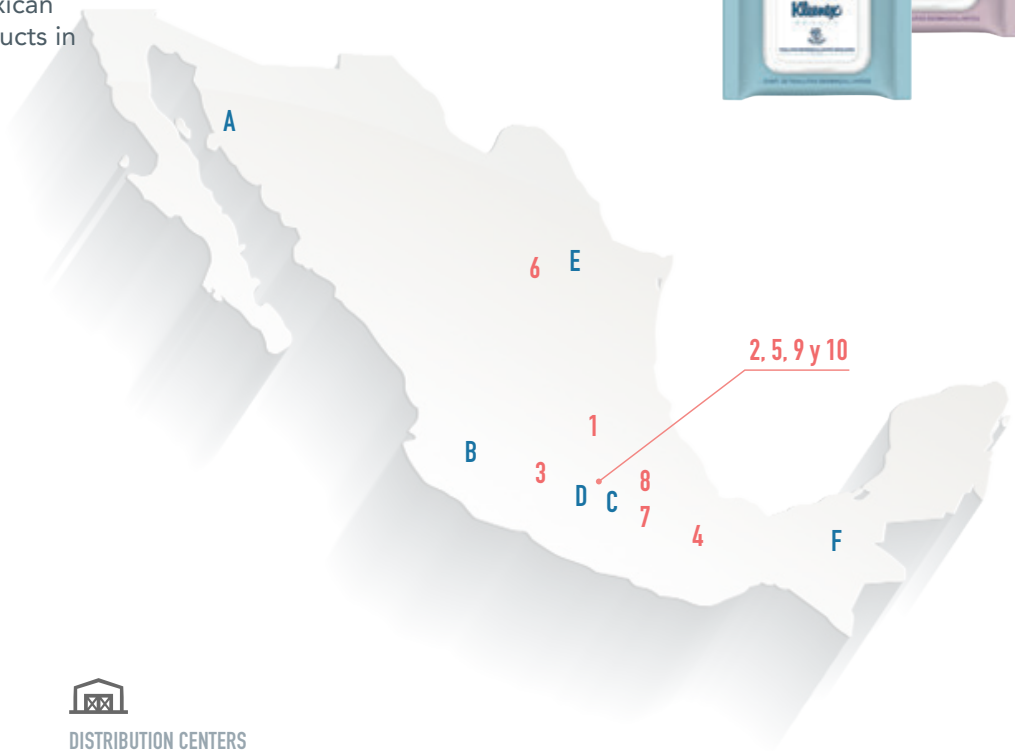 xican
ucts in
Kleenex
A
6 E
2, 5, 9 y 10
1
B
3
8
D C
7
4
F
DISTRIBUTION CENTERS